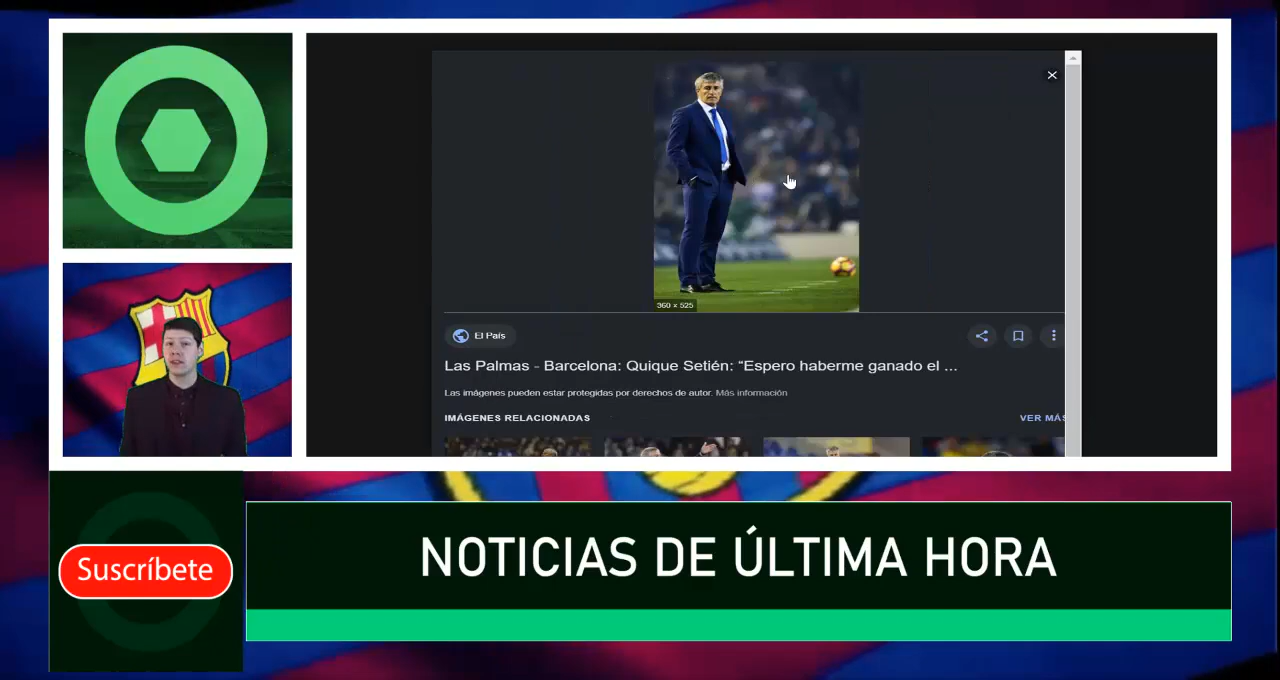 360 × 525
El País
Las Palmas - Barcelona: Quique Setién: “Espero haberme ganado el ...
Las imágenes pueden estar protegidas por derechos de autor. Más información
IMÁGENES RELACIONADAS
VER MÁS
Suscríbete
NOTICIAS DE ÚLTIMA HORA